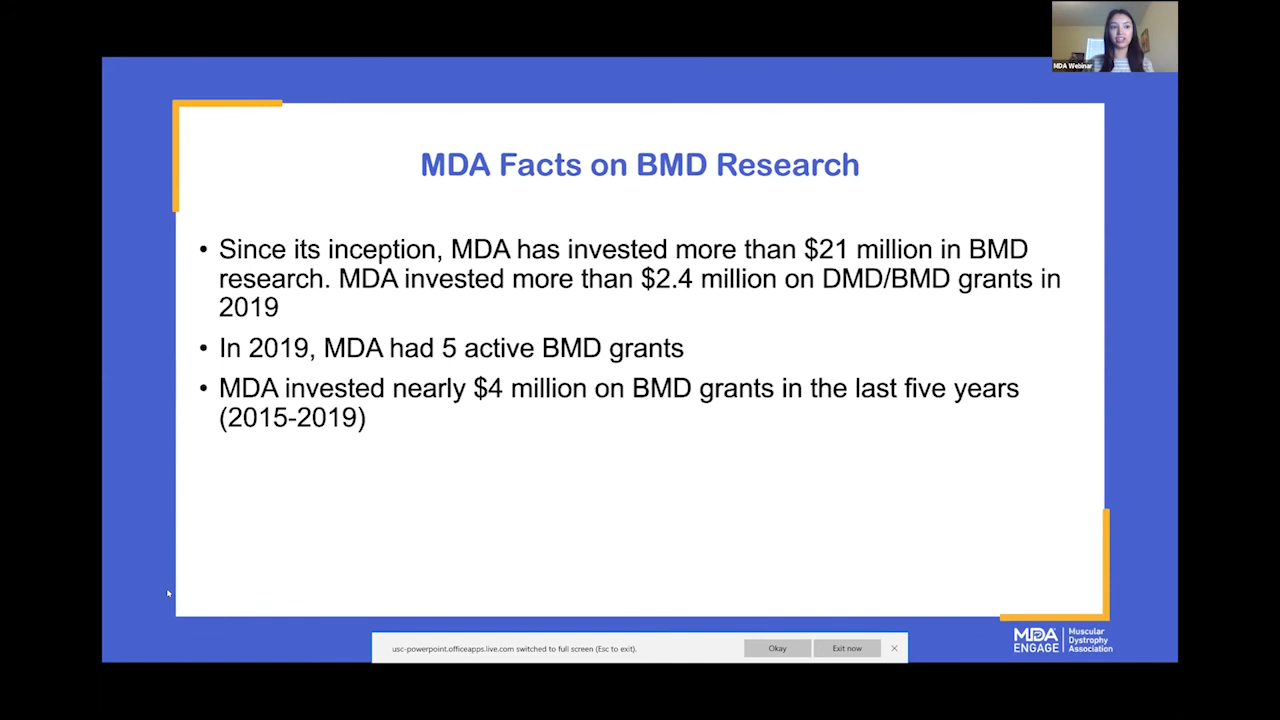 MDA Webinar
MDA Facts on BMD Research
• Since its inception, MDA has invested more than $21 million in BMD
research. MDA invested more than $2.4 million on DMD/BMD grants in
2019
• In 2019, MDA had 5 active BMD grants
• MDA invested nearly $4 million on BMD grants in the last five years
(2015-2019)
MDA ENGAGE
Muscular
Dystrophy
Association
usc-powerpoint.officeapps.live.com switched to full screen (Esc to exit).
Okay
Exit now